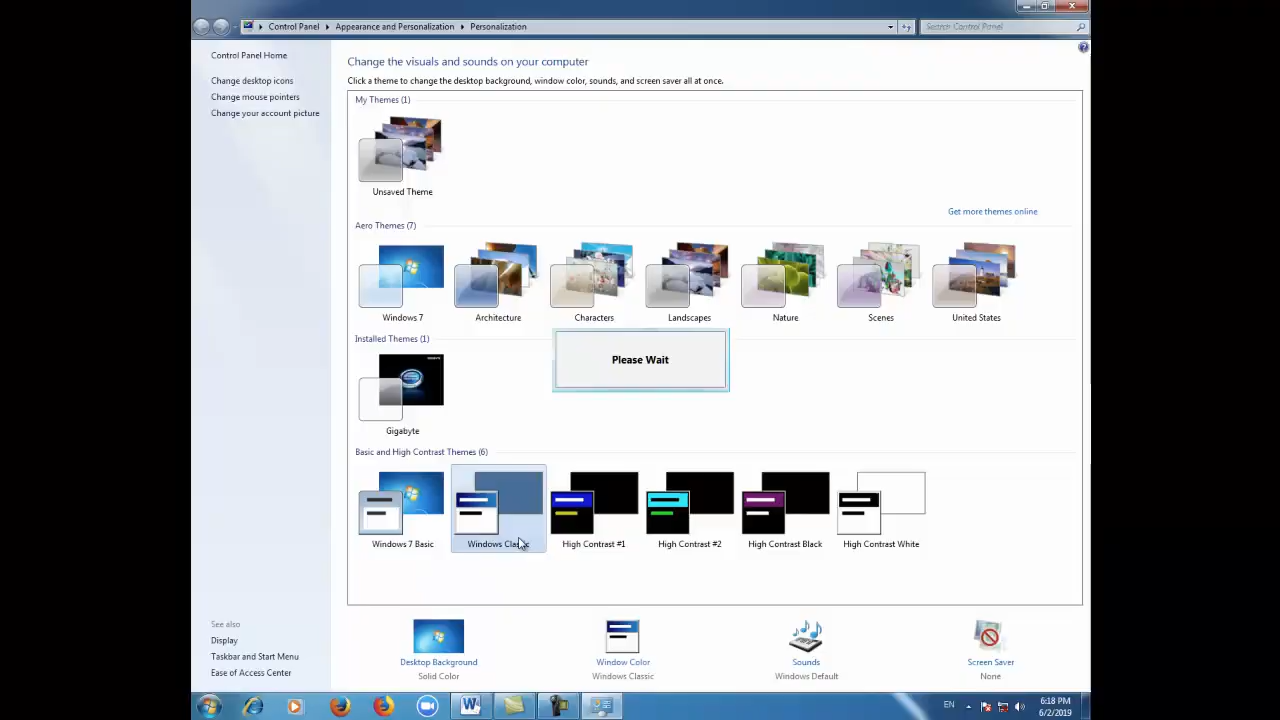 Control Panel Appearance and Personalization Personalization
Search Control Panel
Control Panel Home
Change desktop icons
Change mouse pointers
Change your account picture
Change the visuals and sounds on your computer
Click a theme to change the desktop background, window color, sounds, and screen saver all at once.
My Themes (1)
Unsaved Theme
Get more themes online
Aero Themes (7)
Windows 7 Architecture Characters Landscapes Nature Scenes United States
Installed Themes (1)
Please Wait
Gigabyte
Basic and High Contrast Themes (6)
Windows 7 Basic Windows Classic High Contrast #1 High Contrast #2 High Contrast Black High Contrast White
See also
Display
Taskbar and Start Menu
Ease of Access Center
Desktop Background Window Color Sounds Screen Saver
Solid Color Windows Classic Windows Default None
EN
6:18 PM
6/2/2019